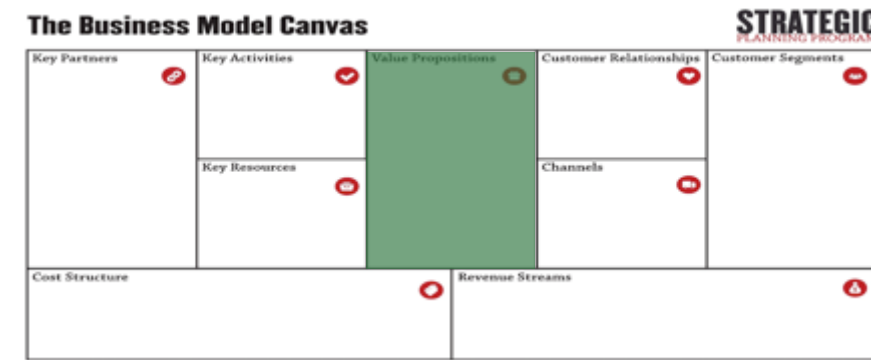 The Business Model Canvas
STRATEGIC
PLANNING PROGRAM
Key Partners
Key Activities
Value Propositions
Customer Relationships
Customer Segments
Key Resources
Channels
Cost Structure
Revenue Streams